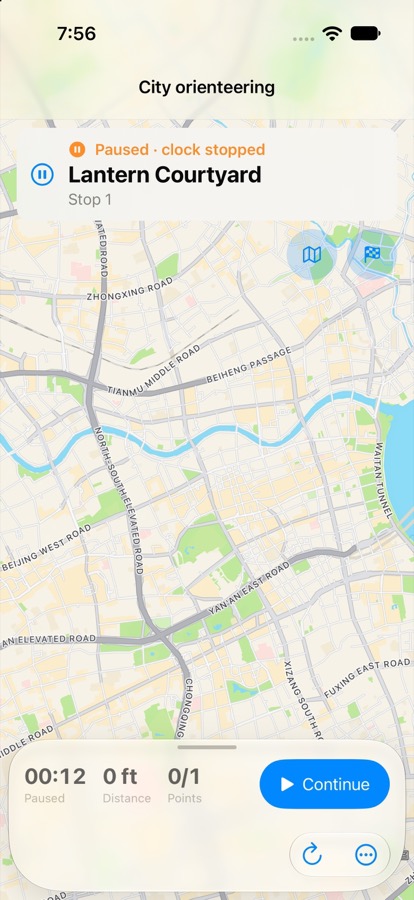 7:56
City orienteering
Paused · clock stopped
Lantern Courtyard
Stop 1
ZHONGXING ROAD
TIANMU MIDDLE ROAD
BEIHENG PASSAGE
NORTH-SOUTH ELEVATED ROAD
WAITAN TUNNEL
BEIJING WEST ROAD
YAN'AN EAST ROAD
AN ELEVATED ROAD
FUXING EAST ROAD
XIZANG SOUTH R
CHONGQING
MIDDLE ROAD
00:12
Paused
0 ft
Distance
0/1
Points
Continue